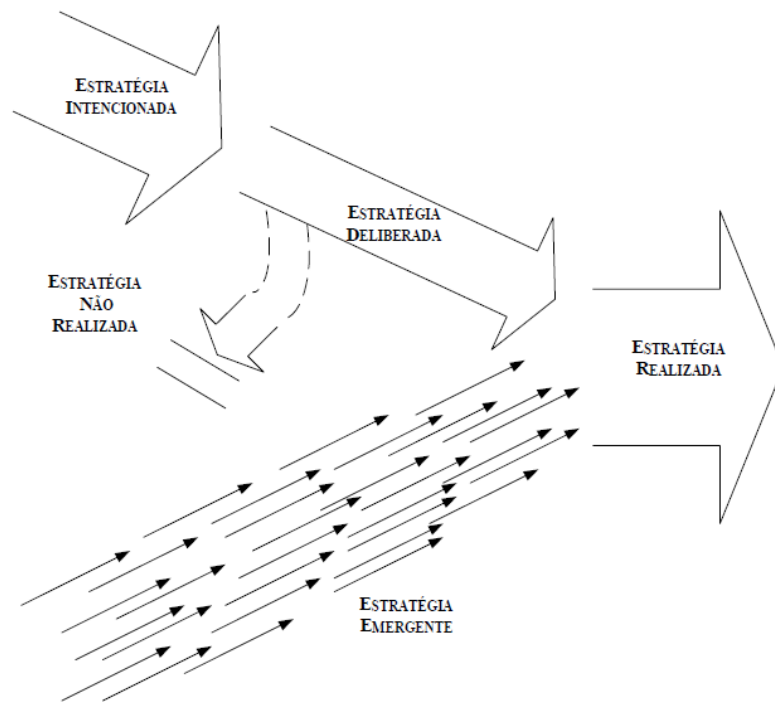 ESTRATÉGIA
INTENCIONADA
ESTRATÉGIA
DELIBERADA
ESTRATÉGIA
NÃO
REALIZADA
ESTRATÉGIA
REALIZADA
ESTRATÉGIA
EMERGENTE